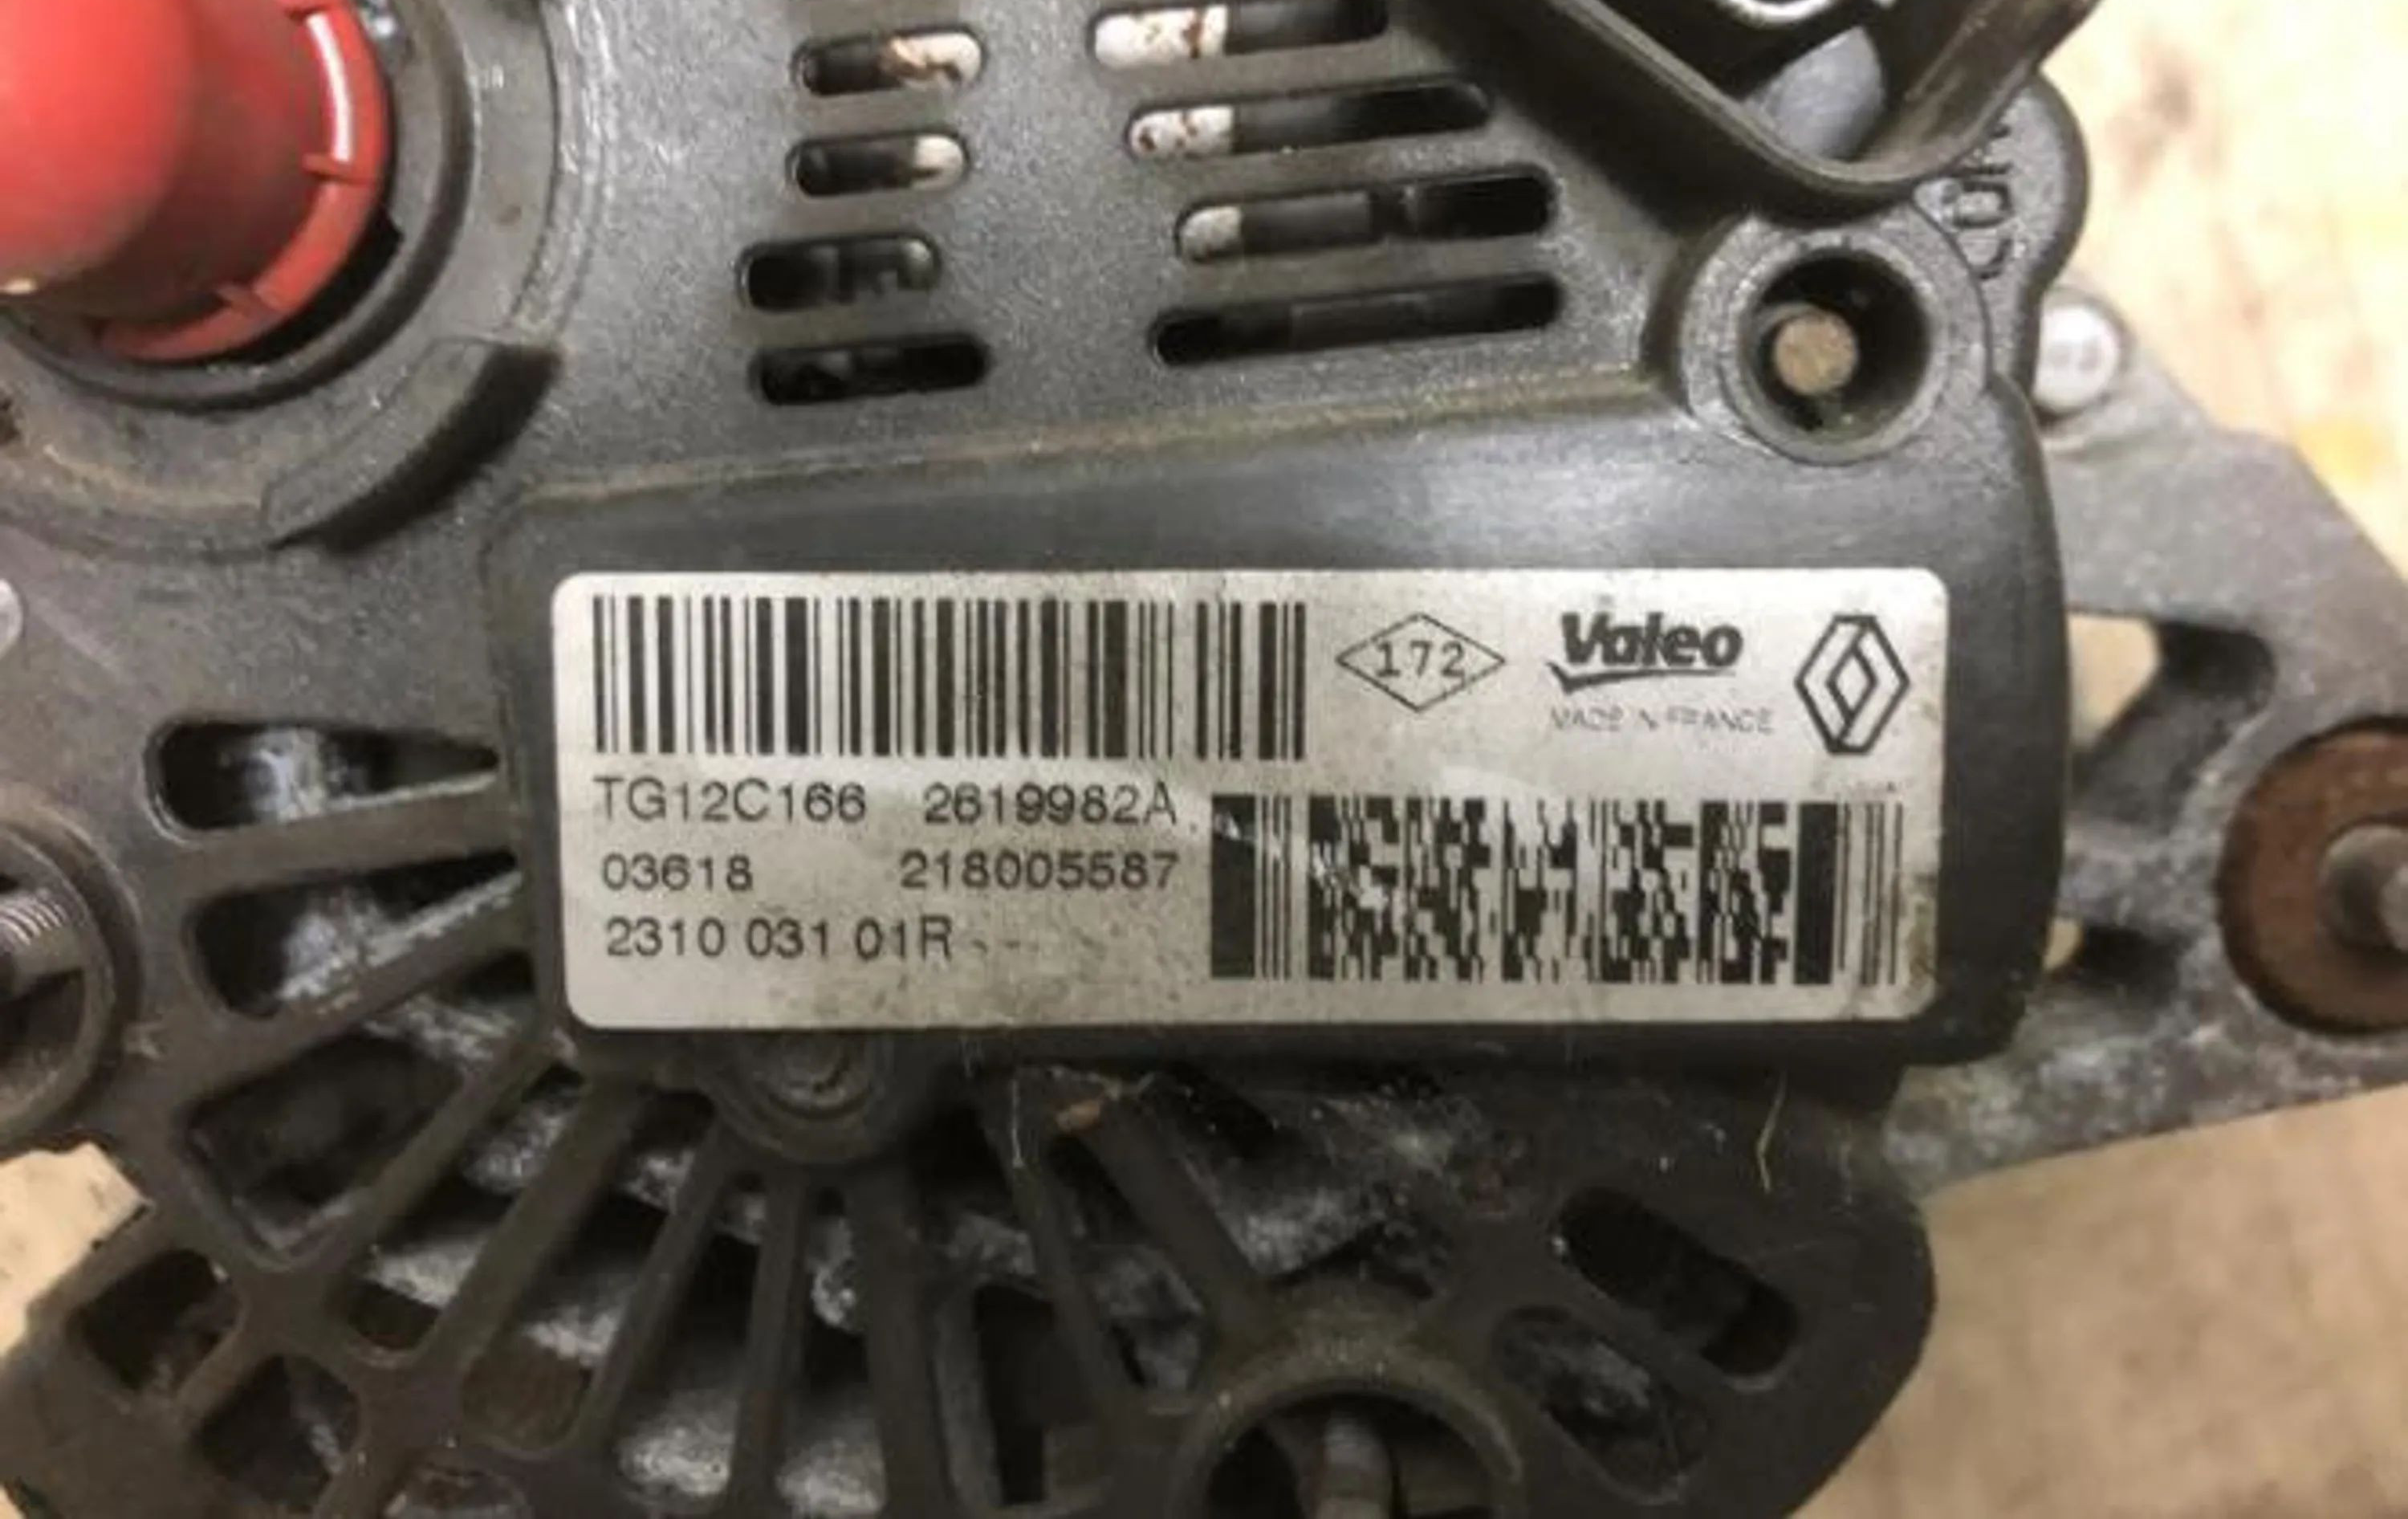 172
Valeo
MADE IN FRANCE
TG12C166 2619982A
03618 218005587
2310 031 01R